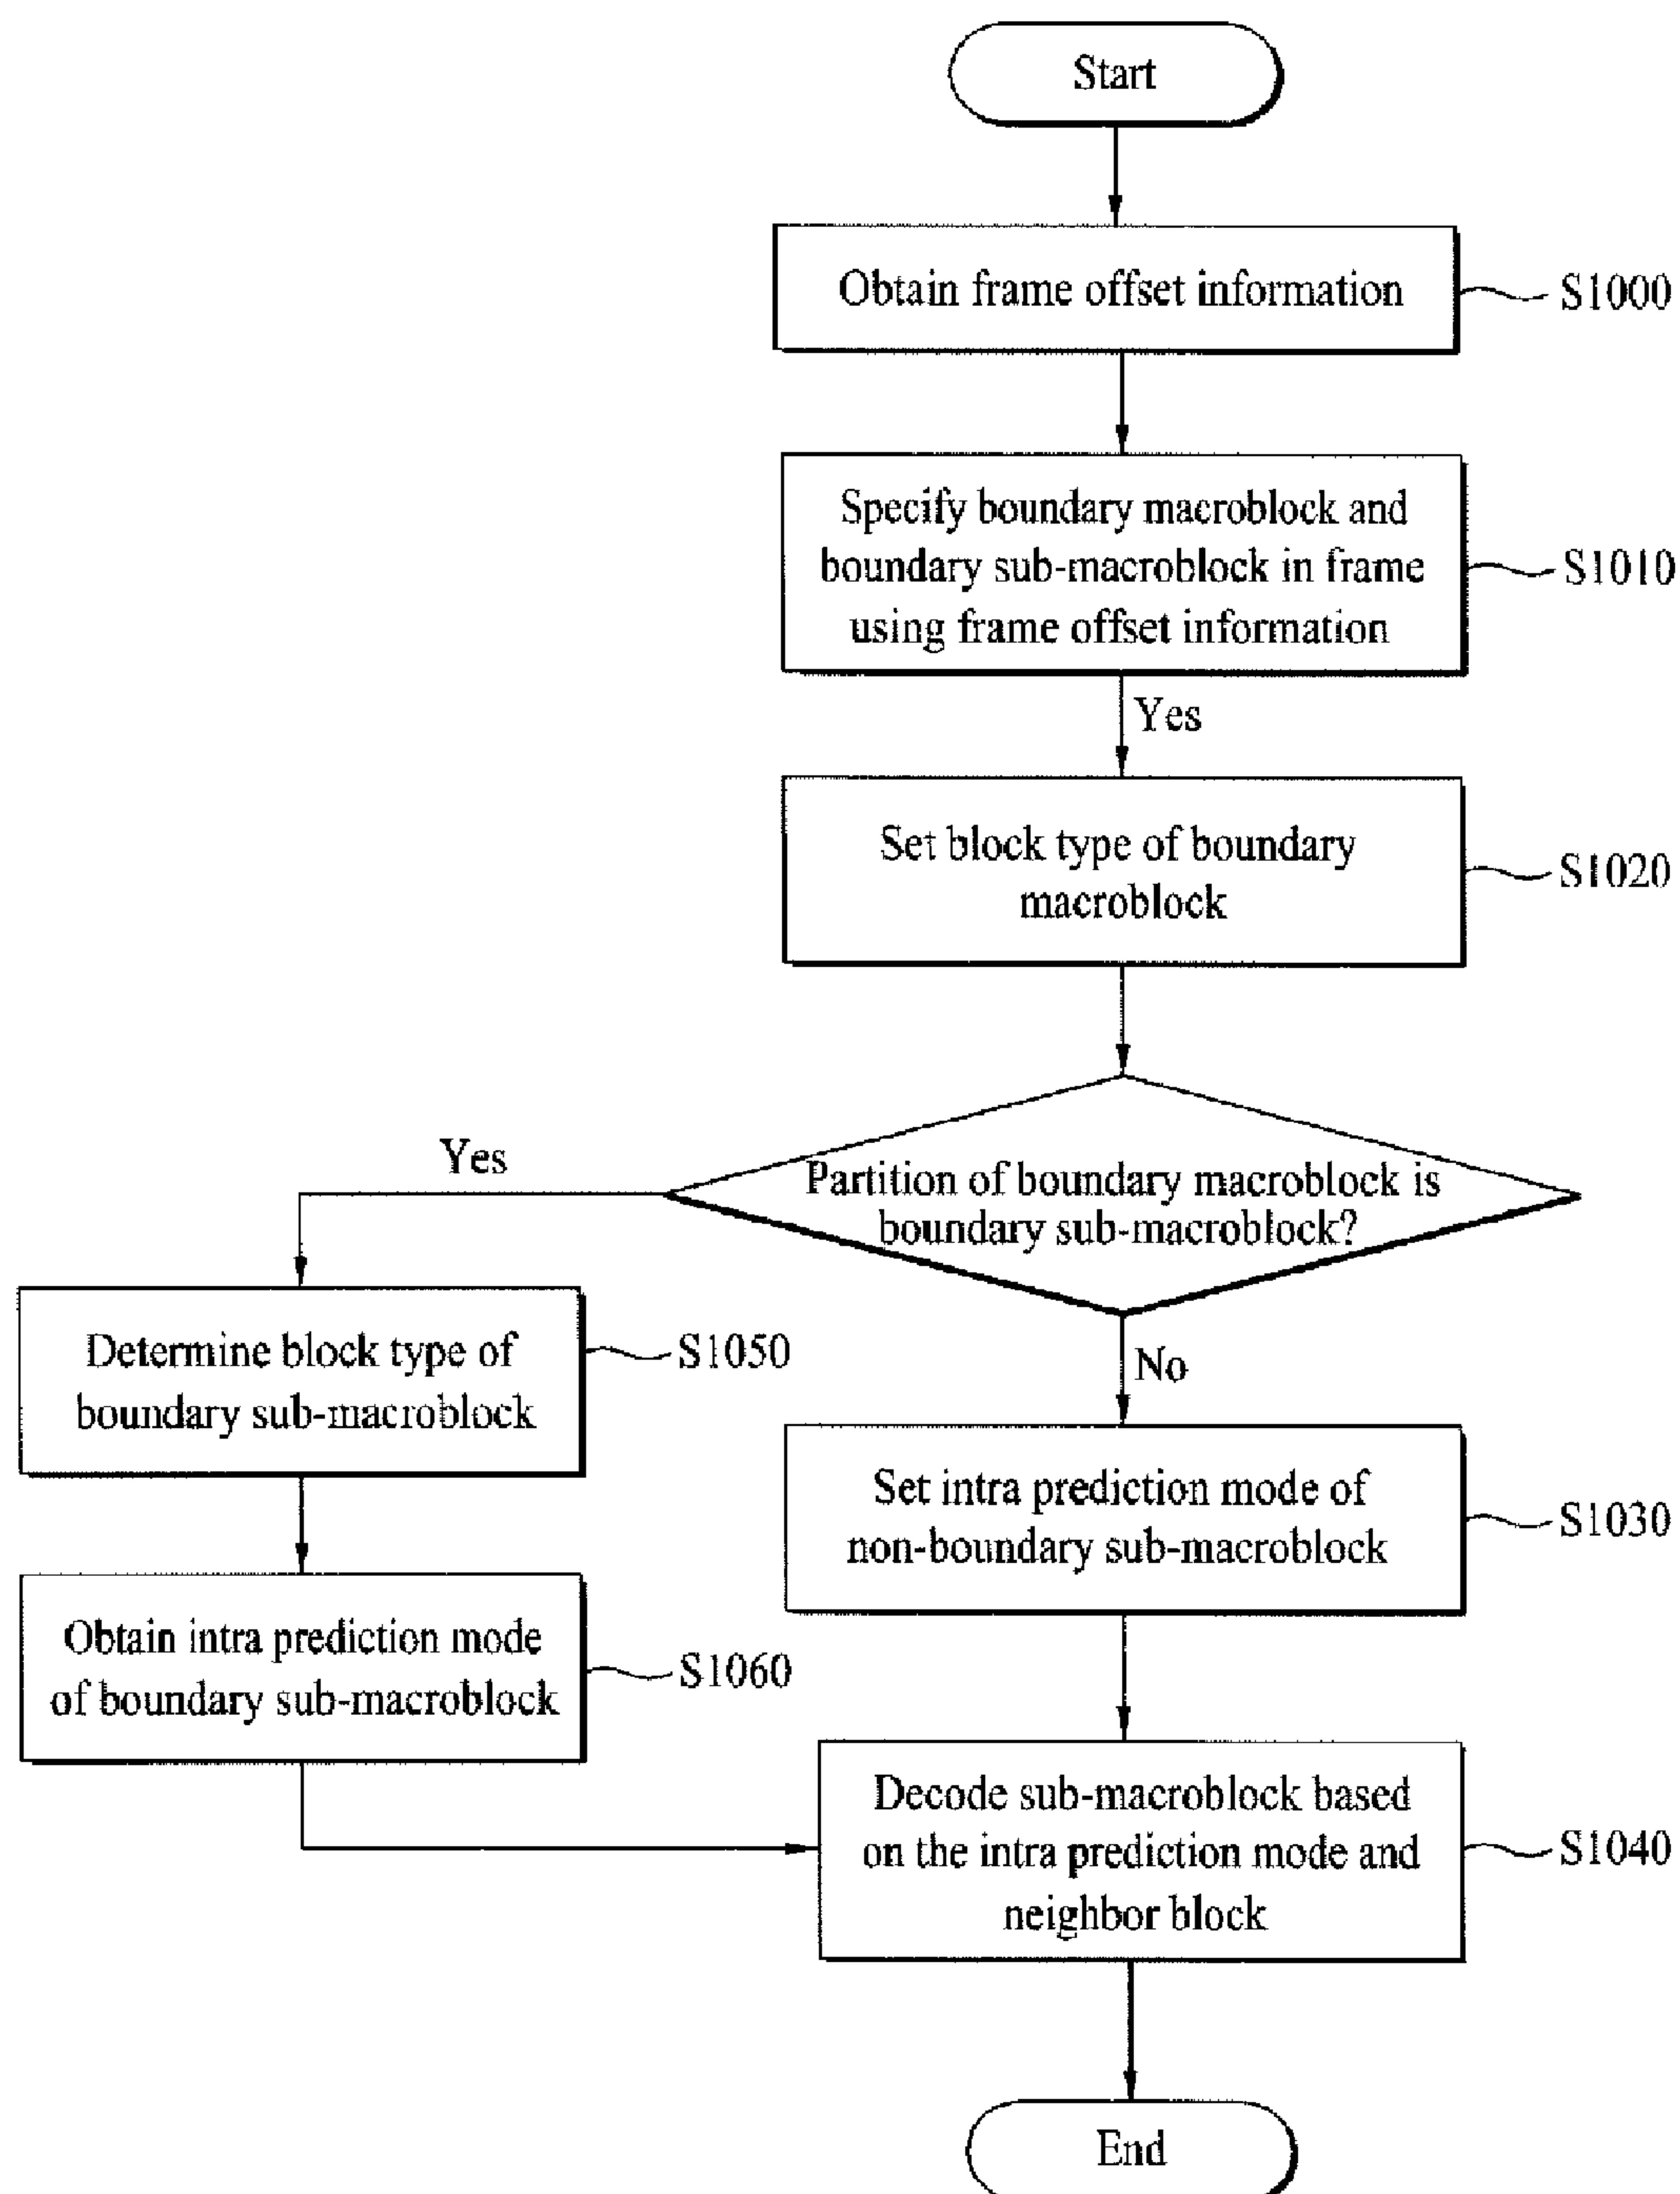 Start
Obtain frame offset information
S1000
Specify boundary macroblock and
boundary sub-macroblock in frame
using frame offset information
S1010
Yes
Set block type of boundary
macroblock
S1020
Partition of boundary macroblock is
boundary sub-macroblock?
Yes
Determine block type of
boundary sub-macroblock
S1050
Obtain intra prediction mode
of boundary sub-macroblock
S1060
No
Set intra prediction mode of
non-boundary sub-macroblock
S1030
Decode sub-macroblock based
on the intra prediction mode and
neighbor block
S1040
End